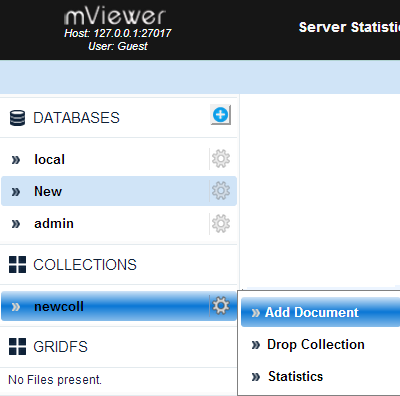 mViewer
Host: 127.0.0.1:27017
User: Guest
Server Statisti
DATABASES
local
New
admin
COLLECTIONS
newcoll
Add Document
Drop Collection
Statistics
GRIDFS
No Files present.